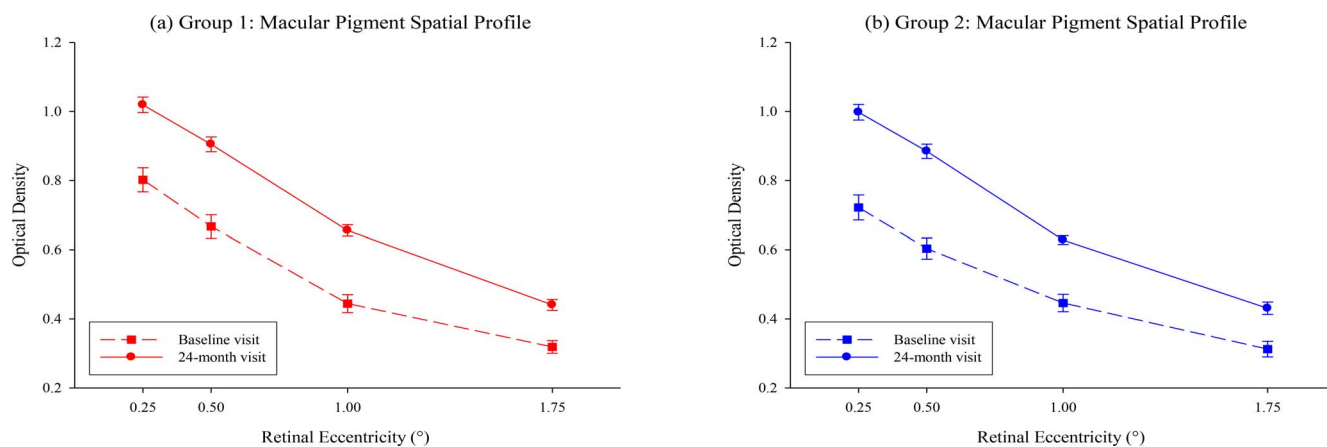 (a) Group 1: Macular Pigment Spatial Profile
1.2
1.0
0.8
0.6
0.4
0.2
Optical Density
Baseline visit
24-month visit
0.25 0.50 1.00 1.75
Retinal Eccentricity (°)
(b) Group 2: Macular Pigment Spatial Profile
1.2
1.0
0.8
0.6
0.4
0.2
Optical Density
Baseline visit
24-month visit
0.25 0.50 1.00 1.75
Retinal Eccentricity (°)